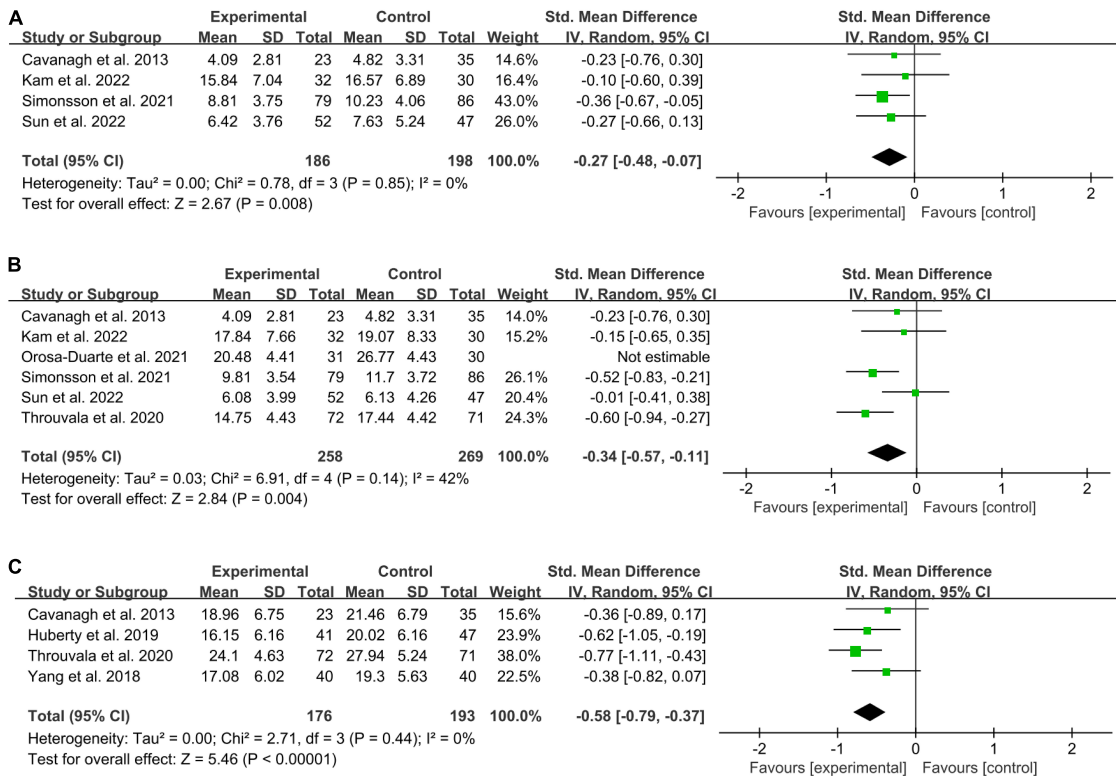 A
Experimental Control Std. Mean Difference Std. Mean Difference
Study or Subgroup Mean SD Total Mean SD Total Weight IV, Random, 95% CI IV, Random, 95% CI
Cavanagh et al. 2013 4.09 2.81 23 4.82 3.31 35 14.6% -0.23 [-0.76, 0.30]
Kam et al. 2022 15.84 7.04 32 16.57 6.89 30 16.4% -0.10 [-0.60, 0.39]
Simonsson et al. 2021 8.81 3.75 79 10.23 4.06 86 43.0% -0.36 [-0.67, -0.05]
Sun et al. 2022 6.42 3.76 52 7.63 5.24 47 26.0% -0.27 [-0.66, 0.13]
Total (95% CI) 186 198 100.0% -0.27 [-0.48, -0.07]
Heterogeneity: Tau² = 0.00; Chi² = 0.78, df = 3 (P = 0.85); I² = 0%
Test for overall effect: Z = 2.67 (P = 0.008)
-2 -1 0 1 2
Favours [experimental] Favours [control]
B
Experimental Control Std. Mean Difference Std. Mean Difference
Study or Subgroup Mean SD Total Mean SD Total Weight IV, Random, 95% CI IV, Random, 95% CI
Cavanagh et al. 2013 4.09 2.81 23 4.82 3.31 35 14.0% -0.23 [-0.76, 0.30]
Kam et al. 2022 17.84 7.66 32 19.07 8.33 30 15.2% -0.15 [-0.65, 0.35]
Orosa-Duarte et al. 2021 20.48 4.41 31 26.77 4.43 30 Not estimable
Simonsson et al. 2021 9.81 3.54 79 11.7 3.72 86 26.1% -0.52 [-0.83, -0.21]
Sun et al. 2022 6.08 3.99 52 6.13 4.26 47 20.4% -0.01 [-0.41, 0.38]
Throuvala et al. 2020 14.75 4.43 72 17.44 4.42 71 24.3% -0.60 [-0.94, -0.27]
Total (95% CI) 258 269 100.0% -0.34 [-0.57, -0.11]
Heterogeneity: Tau² = 0.03; Chi² = 6.91, df = 4 (P = 0.14); I² = 42%
Test for overall effect: Z = 2.84 (P = 0.004)
-2 -1 0 1 2
Favours [experimental] Favours [control]
C
Experimental Control Std. Mean Difference Std. Mean Difference
Study or Subgroup Mean SD Total Mean SD Total Weight IV, Random, 95% CI IV, Random, 95% CI
Cavanagh et al. 2013 18.96 6.75 23 21.46 6.79 35 15.6% -0.36 [-0.89, 0.17]
Huberty et al. 2019 16.15 6.16 41 20.02 6.16 47 23.9% -0.62 [-1.05, -0.19]
Throuvala et al. 2020 24.1 4.63 72 27.94 5.24 71 38.0% -0.77 [-1.11, -0.43]
Yang et al. 2018 17.08 6.02 40 19.3 5.63 40 22.5% -0.38 [-0.82, 0.07]
Total (95% CI) 176 193 100.0% -0.58 [-0.79, -0.37]
Heterogeneity: Tau² = 0.00; Chi² = 2.71, df = 3 (P = 0.44); I² = 0%
Test for overall effect: Z = 5.46 (P < 0.00001)
-2 -1 0 1 2
Favours [experimental] Favours [control]